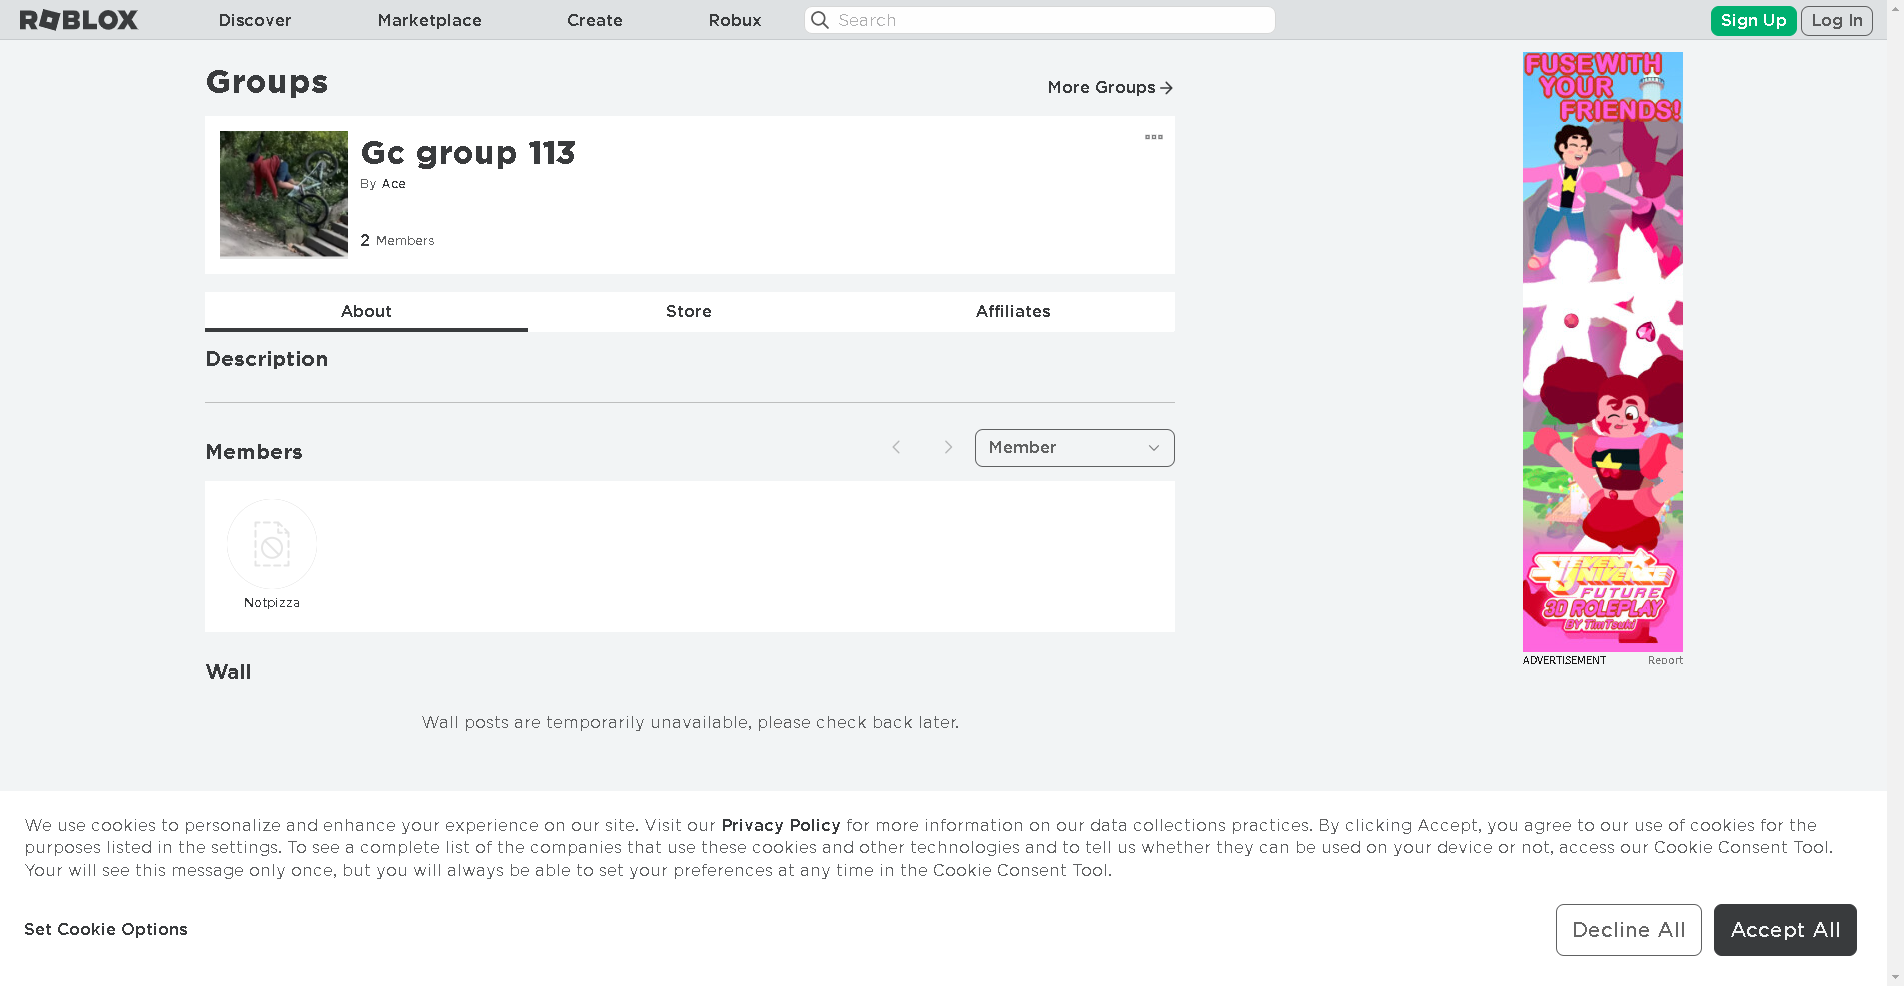 ROBLOX Discover Marketplace Create Robux Search Sign Up Log In
Groups
More Groups
Gc group 113
By Ace
2 Members
About Store Affiliates
Description
Members
Member
Notpizza
Wall
Wall posts are temporarily unavailable, please check back later.
FUSE WITH
YOUR
FRIENDS!
STEVEN
UNIVERSE
FUTURE
3D ROLEPLAY
BY TimTsuki
ADVERTISEMENT Report
We use cookies to personalize and enhance your experience on our site. Visit our Privacy Policy for more information on our data collections practices. By clicking Accept, you agree to our use of cookies for the
purposes listed in the settings. To see a complete list of the companies that use these cookies and other technologies and to tell us whether they can be used on your device or not, access our Cookie Consent Tool.
Your will see this message only once, but you will always be able to set your preferences at any time in the Cookie Consent Tool.
Set Cookie Options
Decline All Accept All